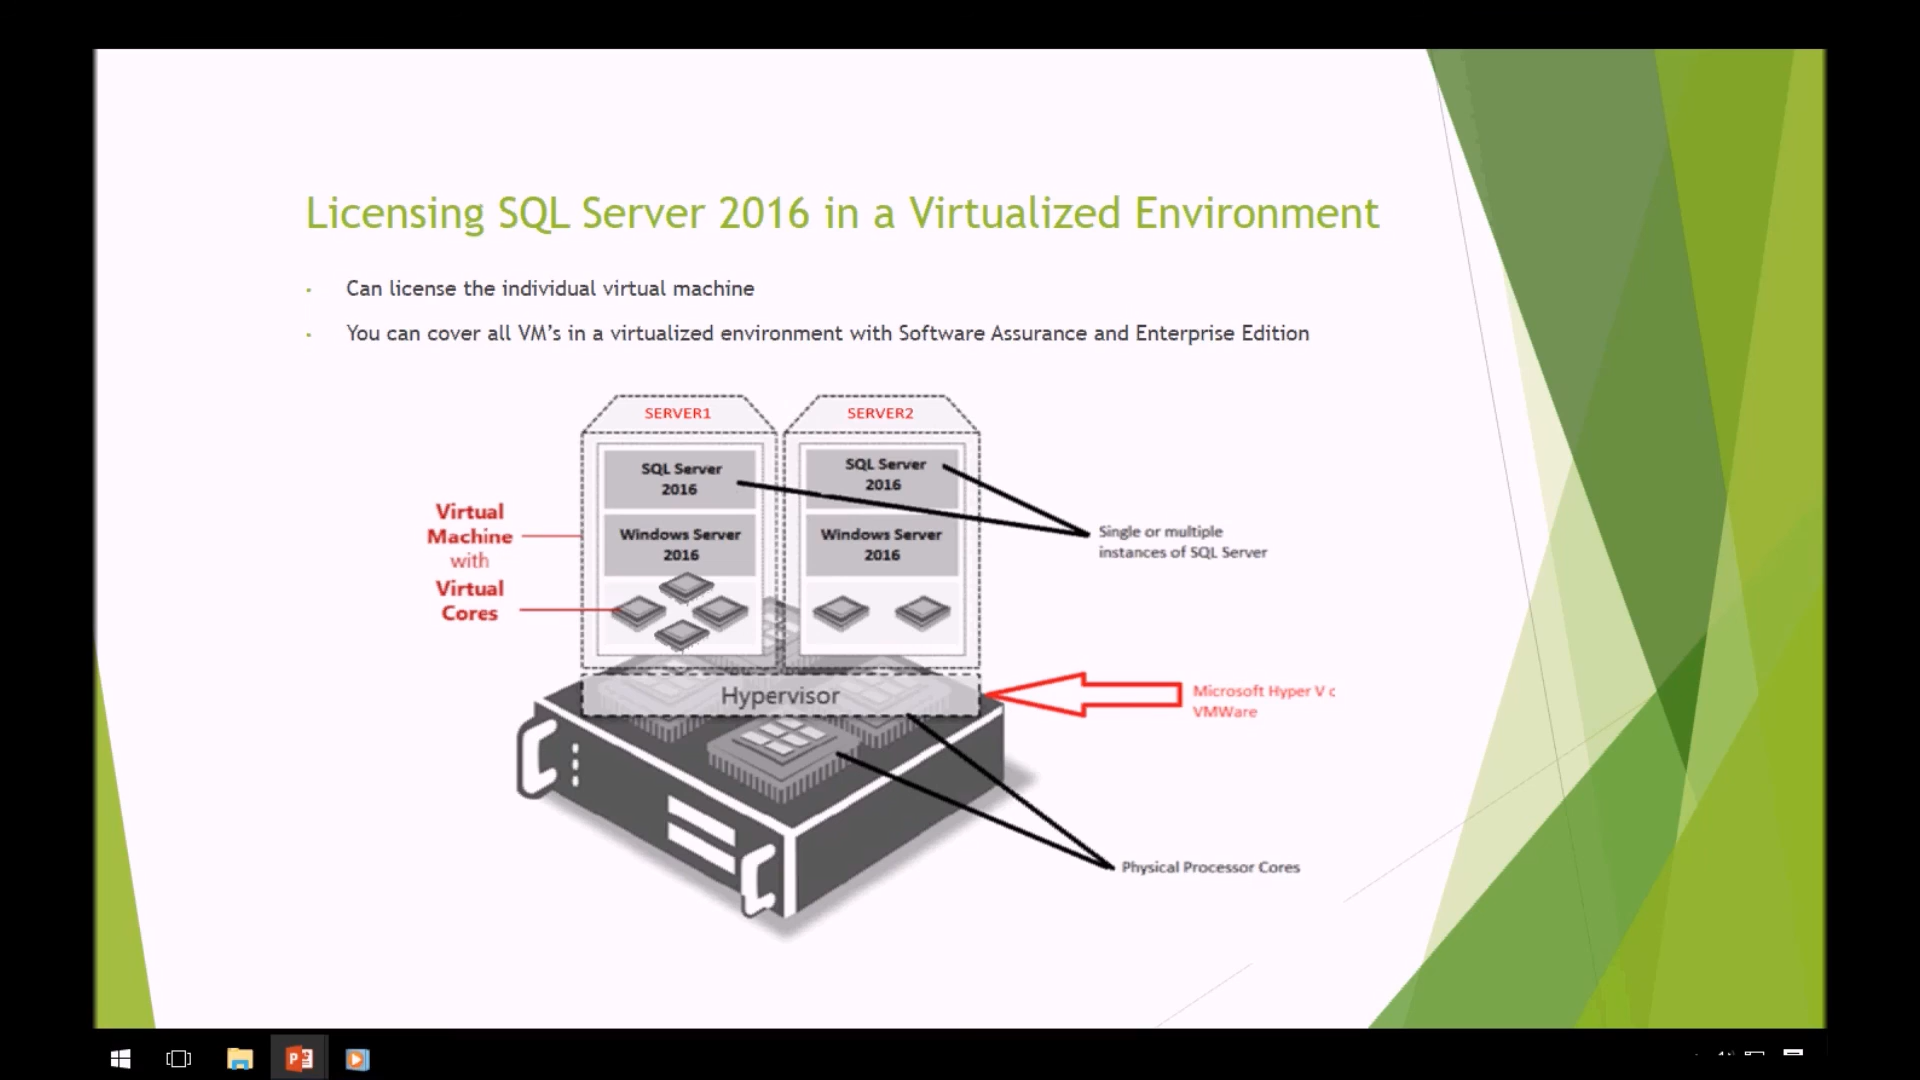 Licensing SQL Server 2016 in a Virtualized Environment
Can license the individual virtual machine
You can cover all VM's in a virtualized environment with Software Assurance and Enterprise Edition
SERVER1
SERVER2
SQL Server
2016
SQL Server
2016
Virtual
Machine
with
Virtual
Cores
Windows Server
2016
Windows Server
2016
Single or multiple
instances of SQL Server
Hypervisor
Microsoft Hyper V c
VMWare
Physical Processor Cores